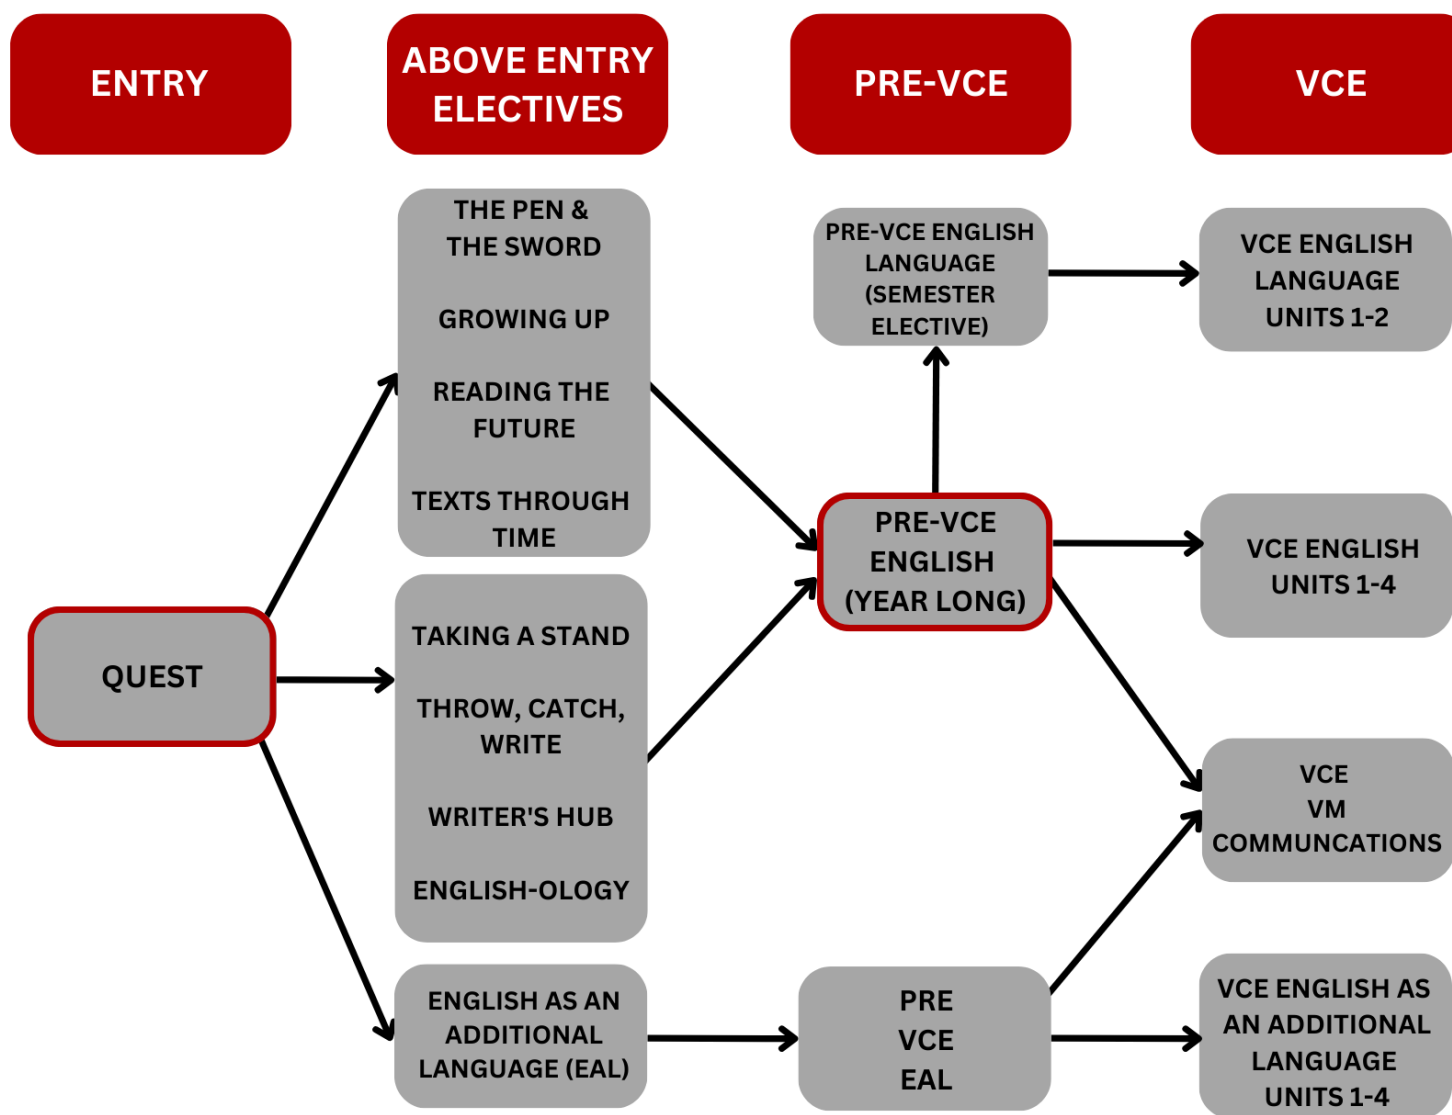 ENTRY
ABOVE ENTRY
ELECTIVES
PRE-VCE
VCE
THE PEN &
THE SWORD
GROWING UP
READING THE
FUTURE
TEXTS THROUGH
TIME
PRE-VCE ENGLISH
LANGUAGE
(SEMESTER
ELECTIVE)
VCE ENGLISH
LANGUAGE
UNITS 1-2
PRE-VCE
ENGLISH
(YEAR LONG)
VCE ENGLISH
UNITS 1-4
QUEST
TAKING A STAND
THROW, CATCH,
WRITE
WRITER'S HUB
ENGLISH-OLOGY
VCE
VM
COMMUNCATIONS
ENGLISH AS AN
ADDITIONAL
LANGUAGE (EAL)
PRE
VCE
EAL
VCE ENGLISH AS
AN ADDITIONAL
LANGUAGE
UNITS 1-4